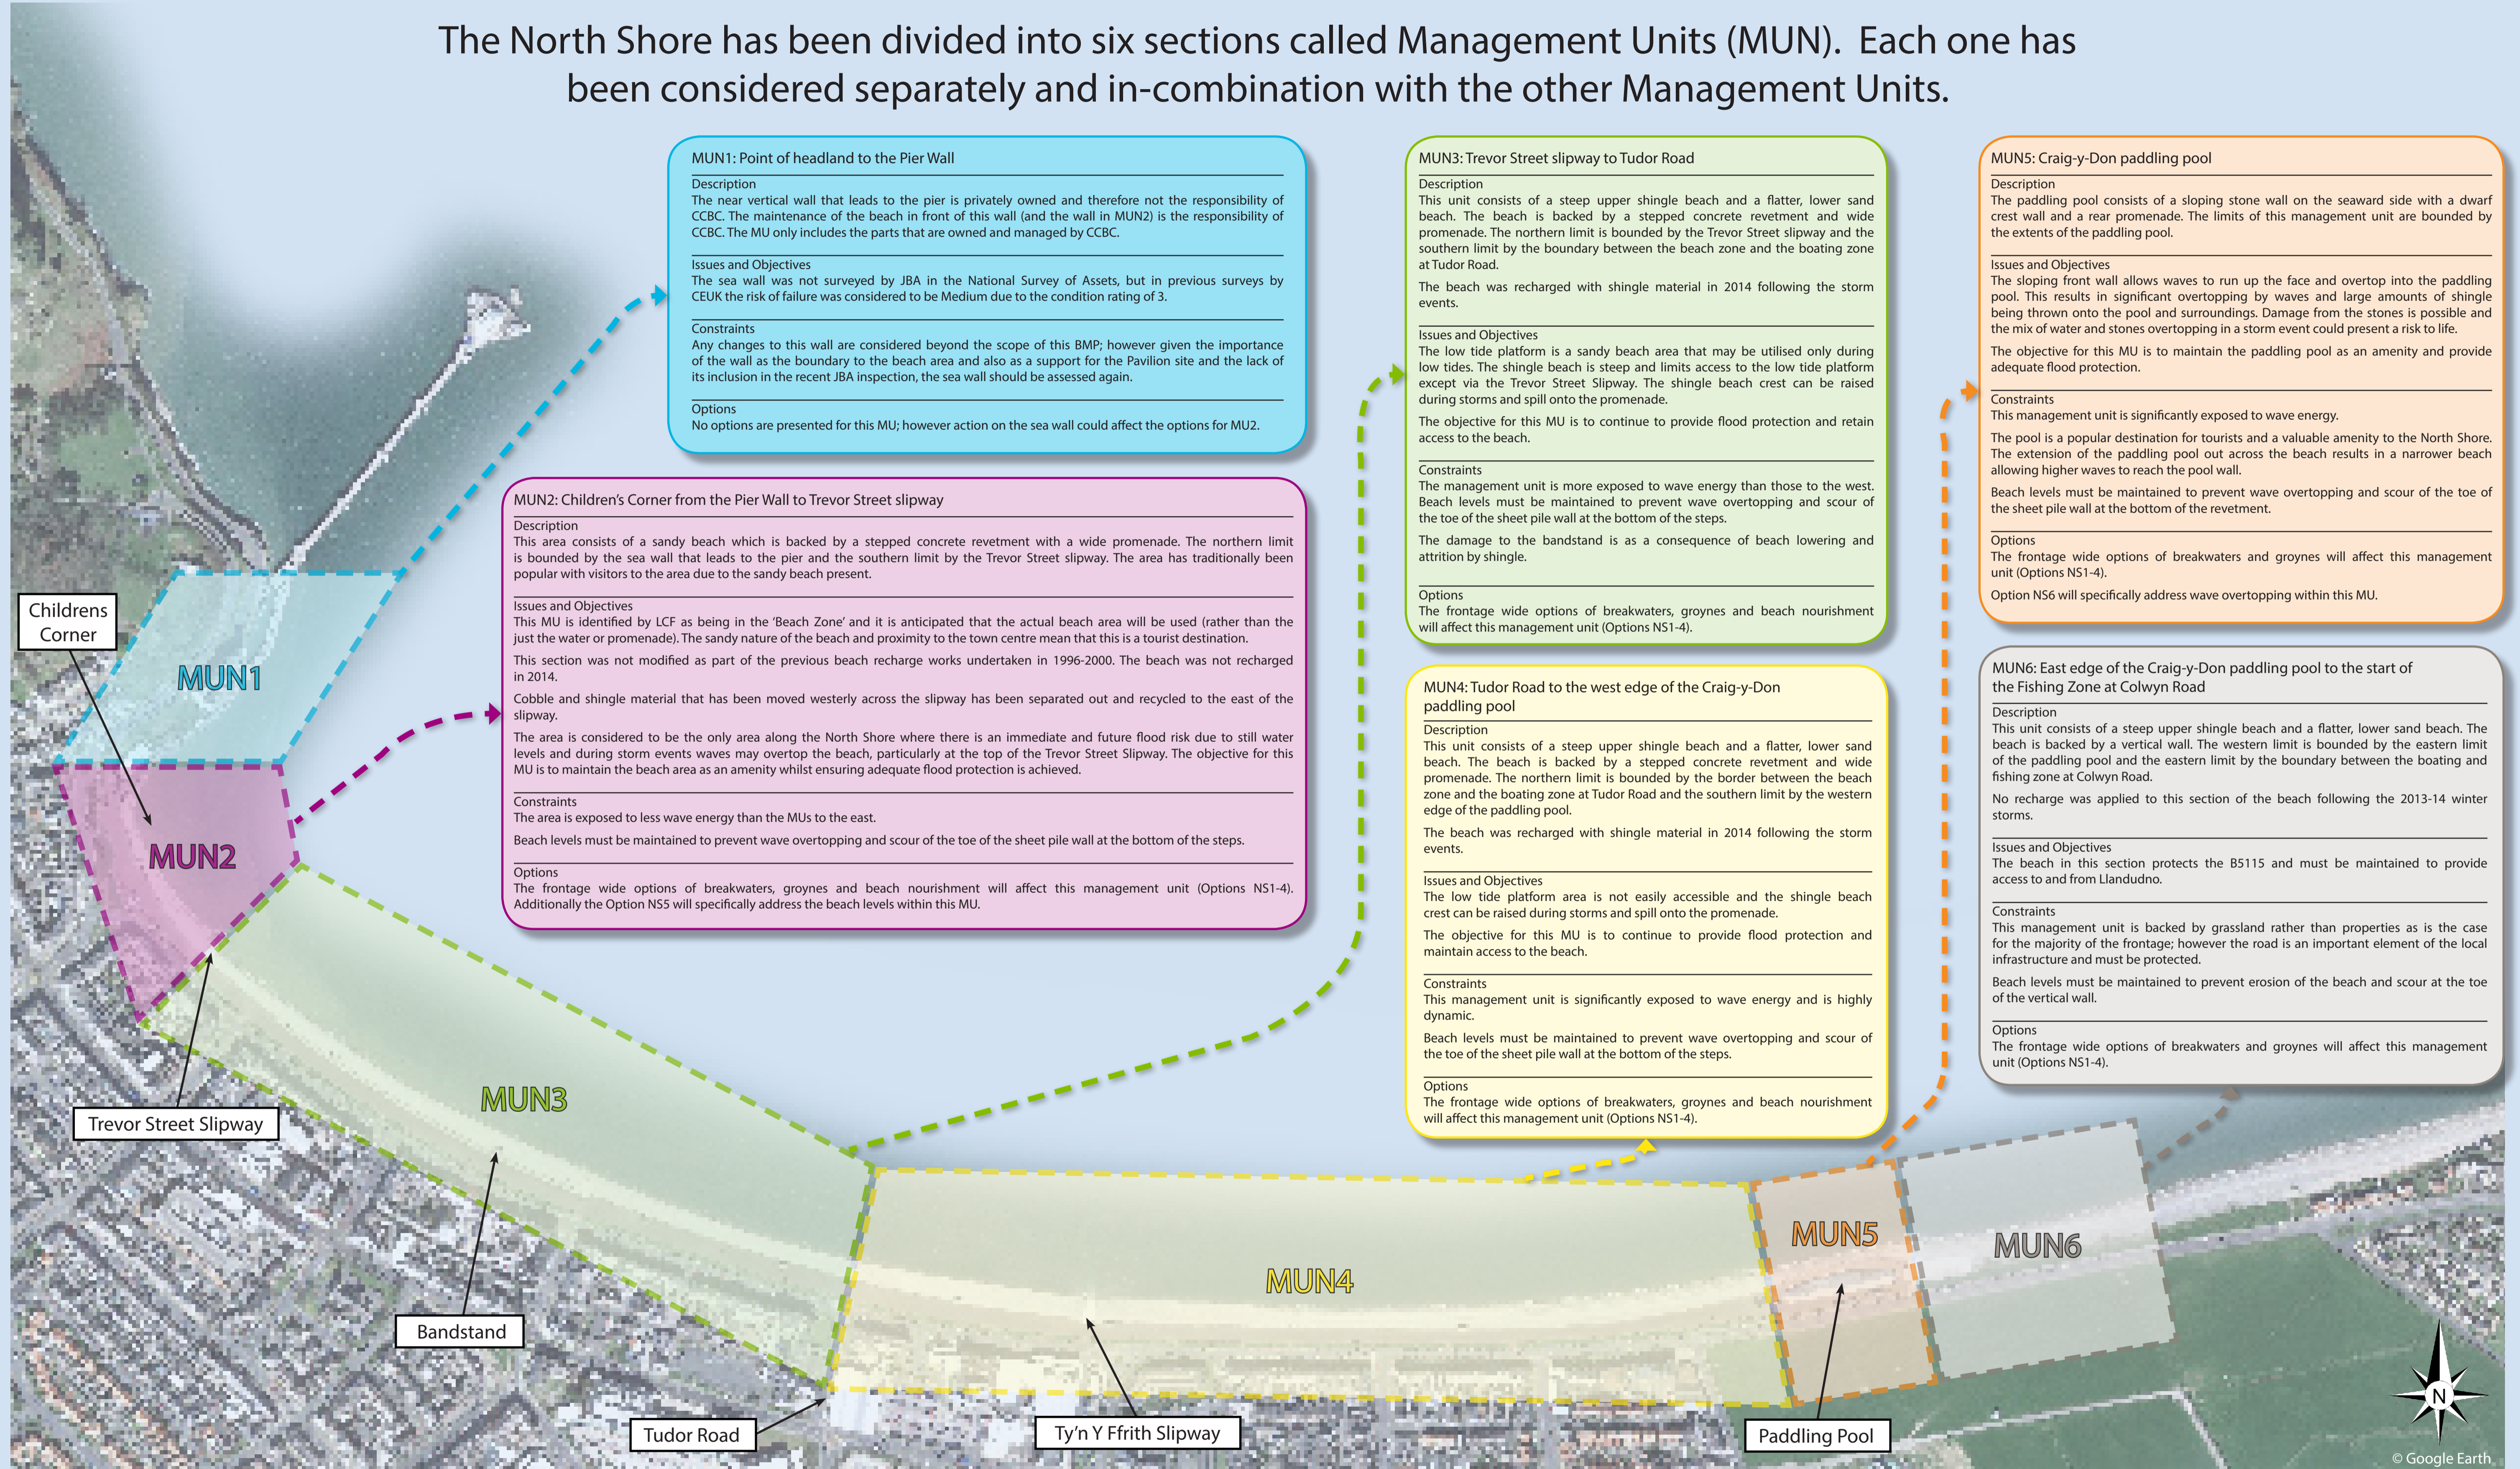 The North Shore has been divided into six sections called Management Units (MUN).  Each one has
been considered separately and in-combination with the other Management Units.
MUN1: Point of headland to the Pier Wall
Description
The near vertical wall that leads to the pier is privately owned and therefore not the responsibility of
CCBC. The maintenance of the beach in front of this wall (and the wall in MUN2) is the responsibility of
CCBC. The MU only includes the parts that are owned and managed by CCBC.
Issues and Objectives
The sea wall was not surveyed by JBA in the National Survey of Assets, but in previous surveys by
CEUK the risk of failure was considered to be Medium due to the condition rating of 3.
Constraints
Any changes to this wall are considered beyond the scope of this BMP; however given the importance
of the wall as the boundary to the beach area and also as a support for the Pavilion site and the lack of
its inclusion in the recent JBA inspection, the sea wall should be assessed again.
Options
No options are presented for this MU; however action on the sea wall could affect the options for MU2.
MUN2: Children's Corner from the Pier Wall to Trevor Street slipway
Description
This area consists of a sandy beach which is backed by a stepped concrete revetment with a wide promenade. The northern limit
is bounded by the sea wall that leads to the pier and the southern limit by the Trevor Street slipway. The area has traditionally been
popular with visitors to the area due to the sandy beach present.
Issues and Objectives
This MU is identified by LCF as being in the 'Beach Zone' and it is anticipated that the actual beach area will be used (rather than the
just the water or promenade). The sandy nature of the beach and proximity to the town centre mean that this is a tourist destination.
This section was not modified as part of the previous beach recharge works undertaken in 1996-2000. The beach was not recharged
in 2014.
Cobble and shingle material that has been moved westerly across the slipway has been separated out and recycled to the east of the
slipway.
The area is considered to be the only area along the North Shore where there is an immediate and future flood risk due to still water
levels and during storm events waves may overtop the beach, particularly at the top of the Trevor Street Slipway. The objective for this
MU is to maintain the beach area as an amenity whilst ensuring adequate flood protection is achieved.
Constraints
The area is exposed to less wave energy than the MUs to the east.
Beach levels must be maintained to prevent wave overtopping and scour of the toe of the sheet pile wall at the bottom of the steps.
Options
The frontage wide options of breakwaters, groynes and beach nourishment will affect this management unit (Options NS1-4).
Additionally the Option NS5 will specifically address the beach levels within this MU.
MUN3: Trevor Street slipway to Tudor Road
Description
This unit consists of a steep upper shingle beach and a flatter, lower sand
beach. The beach is backed by a stepped concrete revetment and wide
promenade. The northern limit is bounded by the Trevor Street slipway and the
southern limit by the boundary between the beach zone and the boating zone
at Tudor Road.
The beach was recharged with shingle material in 2014 following the storm
events.
Issues and Objectives
The low tide platform is a sandy beach area that may be utilised only during
low tides. The shingle beach is steep and limits access to the low tide platform
except via the Trevor Street Slipway. The shingle beach crest can be raised
during storms and spill onto the promenade.
The objective for this MU is to continue to provide flood protection and retain
access to the beach.
Constraints
The management unit is more exposed to wave energy than those to the west.
Beach levels must be maintained to prevent wave overtopping and scour of
the toe of the sheet pile wall at the bottom of the steps.
The damage to the bandstand is as a consequence of beach lowering and
attrition by shingle.
Options
The frontage wide options of breakwaters, groynes and beach nourishment
will affect this management unit (Options NS1-4).
MUN4: Tudor Road to the west edge of the Craig-y-Don
paddling pool
Description
This unit consists of a steep upper shingle beach and a flatter, lower sand
beach. The beach is backed by a stepped concrete revetment and wide
promenade. The northern limit is bounded by the border between the beach
zone and the boating zone at Tudor Road and the southern limit by the western
edge of the paddling pool.
The beach was recharged with shingle material in 2014 following the storm
events.
Issues and Objectives
The low tide platform area is not easily accessible and the shingle beach
crest can be raised during storms and spill onto the promenade.
The objective for this MU is to continue to provide flood protection and
maintain access to the beach.
Constraints
This management unit is significantly exposed to wave energy and is highly
dynamic.
Beach levels must be maintained to prevent wave overtopping and scour of
the toe of the sheet pile wall at the bottom of the steps.
Options
The frontage wide options of breakwaters, groynes and beach nourishment
will affect this management unit (Options NS1-4).
MUN5: Craig-y-Don paddling pool
Description
The paddling pool consists of a sloping stone wall on the seaward side with a dwarf
crest wall and a rear promenade. The limits of this management unit are bounded by
the extents of the paddling pool.
Issues and Objectives
The sloping front wall allows waves to run up the face and overtop into the paddling
pool. This results in significant overtopping by waves and large amounts of shingle
being thrown onto the pool and surroundings. Damage from the stones is possible and
the mix of water and stones overtopping in a storm event could present a risk to life.
The objective for this MU is to maintain the paddling pool as an amenity and provide
adequate flood protection.
Constraints
This management unit is significantly exposed to wave energy.
The pool is a popular destination for tourists and a valuable amenity to the North Shore.
The extension of the paddling pool out across the beach results in a narrower beach
allowing higher waves to reach the pool wall.
Beach levels must be maintained to prevent wave overtopping and scour of the toe of
the sheet pile wall at the bottom of the revetment.
Options
The frontage wide options of breakwaters and groynes will affect this management
unit (Options NS1-4).
Option NS6 will specifically address wave overtopping within this MU.
MUN6: East edge of the Craig-y-Don paddling pool to the start of
the Fishing Zone at Colwyn Road
Description
This unit consists of a steep upper shingle beach and a flatter, lower sand beach. The
beach is backed by a vertical wall. The western limit is bounded by the eastern limit
of the paddling pool and the eastern limit by the boundary between the boating and
fishing zone at Colwyn Road.
No recharge was applied to this section of the beach following the 2013-14 winter
storms.
Issues and Objectives
The beach in this section protects the B5115 and must be maintained to provide
access to and from Llandudno.
Constraints
This management unit is backed by grassland rather than properties as is the case
for the majority of the frontage; however the road is an important element of the local
infrastructure and must be protected.
Beach levels must be maintained to prevent erosion of the beach and scour at the toe
of the vertical wall.
Options
The frontage wide options of breakwaters and groynes will affect this management
unit (Options NS1-4).
Childrens
Corner
MUN1
MUN2
Trevor Street Slipway
MUN3
Bandstand
Tudor Road
MUN4
Ty'n Y Ffrith Slipway
MUN5
Paddling Pool
MUN6
N
© Google Earth